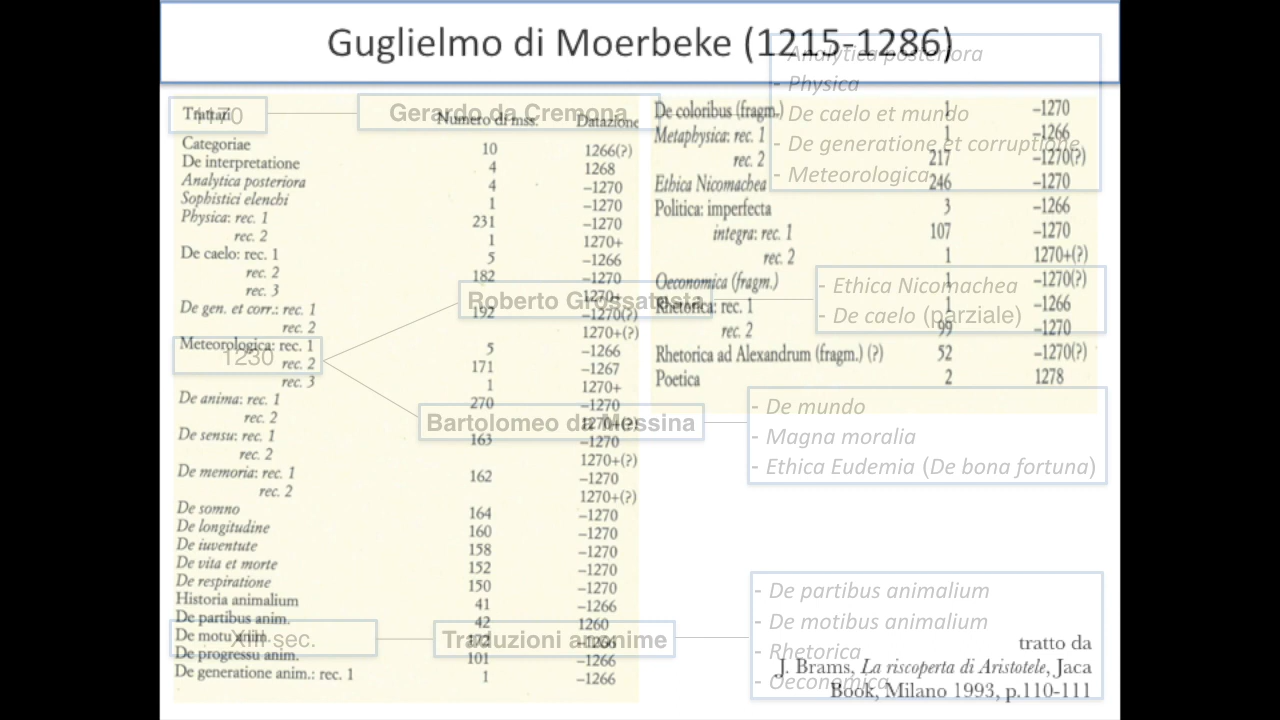 Guglielmo di Moerbeke (1215-1286)
Trattari Numero di mss. Datazione
Categoriae 10 1266(?)
De interpretatione 4 1268
Analytica posteriora 4 –1270
Sophistici elenchi 1 –1270
Physica: rec. 1 231 –1270
rec. 2 1 1270+
De caelo: rec. 1 5 –1266
rec. 2 182 –1270
rec. 3 1270+
De gen. et corr.: rec. 1 192 –1270(?)
rec. 2 1270+(?)
Meteorologica: rec. 1 5 –1266
rec. 2 171 –1267
rec. 3 1 1270+
De anima: rec. 1 270 –1270
rec. 2 1270+(?)
De sensu: rec. 1 163 –1270
rec. 2 1270+(?)
De memoria: rec. 1 162 –1270
rec. 2 1270+(?)
De somno 164 –1270
De longitudine 160 –1270
De iuventute 158 –1270
De vita et morte 152 –1270
De respiratione 150 –1270
Historia animalium 41 –1266
De partibus anim. 42 1260
De motu anim. 172 –1266
De progressu anim. 101 –1266
De generatione anim.: rec. 1 1 –1266
De coloribus (fragm.) 1 –1270
Metaphysica: rec. 1 1 –1266
rec. 2 217 –1270(?)
Ethica Nicomachea 246 –1270
Politica: imperfecta 3 –1266
integra: rec. 1 107 –1270
rec. 2 1 1270+(?)
Oeconomica (fragm.) 1 –1270(?)
Rhetorica: rec. 1 1 –1266
rec. 2 99 –1270
Rhetorica ad Alexandrum (fragm.) (?) 52 –1270(?)
Poetica 2 1278
1170
Gerardo da Cremona
- Analytica posteriora
- Physica
- De caelo et mundo
- De generatione et corruptione
- Meteorologica
1230
Roberto Grossatesta
- Ethica Nicomachea
- De caelo (parziale)
Bartolomeo da Messina
- De mundo
- Magna moralia
- Ethica Eudemia (De bona fortuna)
XIII sec.
Traduzioni anonime
- De partibus animalium
- De motibus animalium
- Rhetorica
- Oeconomica
tratto da
J. Brams, La riscoperta di Aristotele, Jaca
Book, Milano 1993, p.110-111